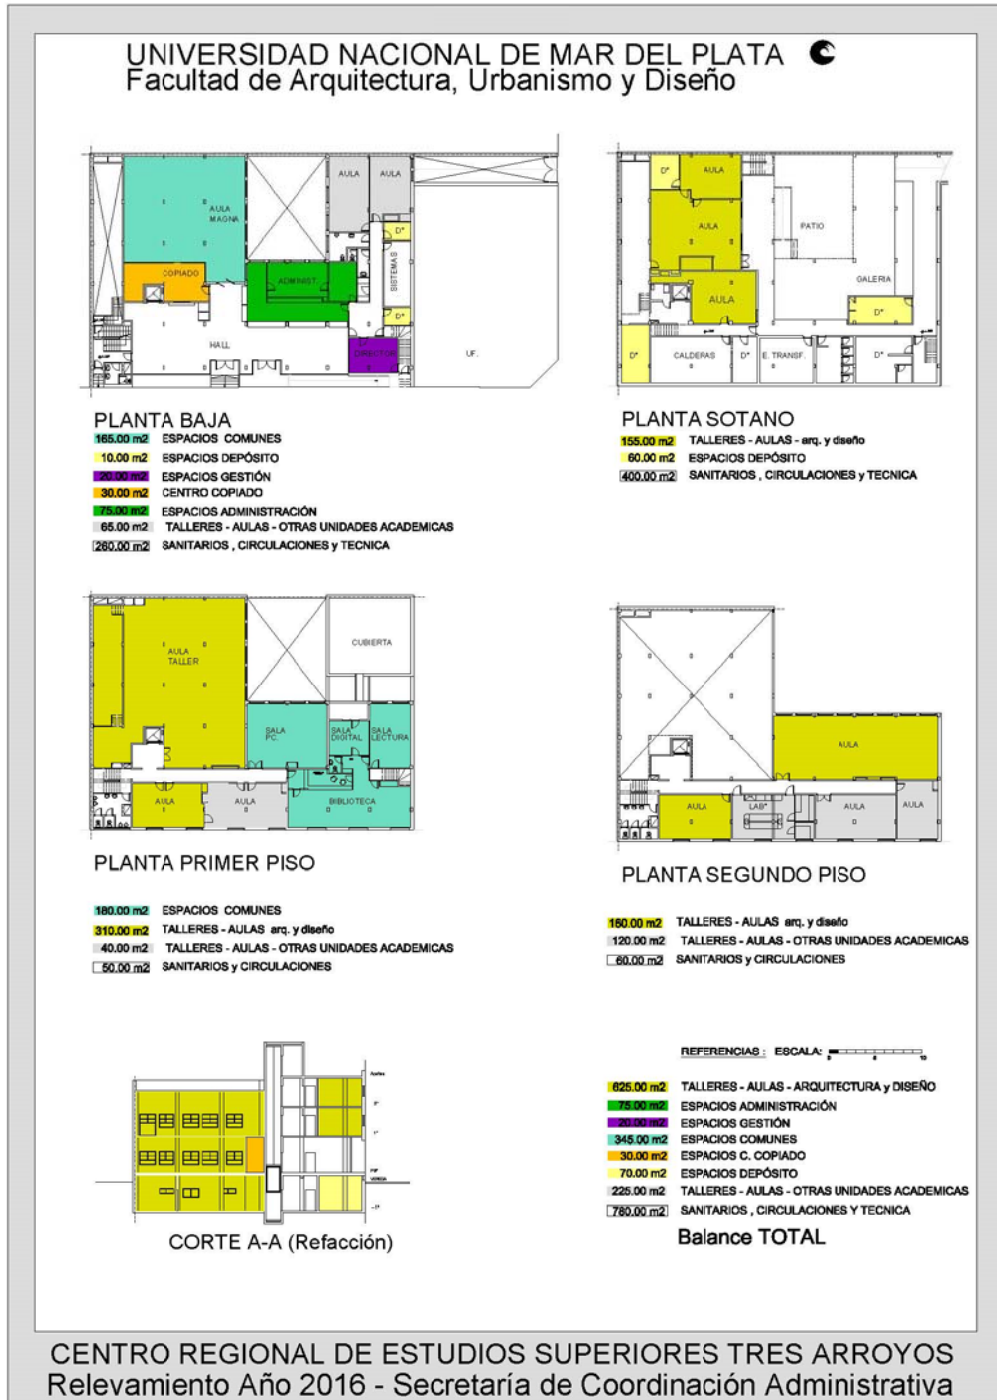 UNIVERSIDAD NACIONAL DE MAR DEL PLATA
Facultad de Arquitectura, Urbanismo y Diseño
AULA MAGNA
COPIADO
ADMINIST.
AULA
AULA
D°
SISTEMAS
D°
HALL
DIRECTOR
UF.
PLANTA BAJA
165.00 m2 ESPACIOS COMUNES
10.00 m2 ESPACIOS DEPÓSITO
20.00 m2 ESPACIOS GESTIÓN
30.00 m2 CENTRO COPIADO
75.00 m2 ESPACIOS ADMINISTRACIÓN
65.00 m2 TALLERES - AULAS - OTRAS UNIDADES ACADEMICAS
260.00 m2 SANITARIOS , CIRCULACIONES y TECNICA
D°
AULA
AULA
PATIO
GALERIA
AULA
D°
D°
CALDERAS
D°
E. TRANSF.
D°
PLANTA SOTANO
155.00 m2 TALLERES - AULAS - arq. y diseño
60.00 m2 ESPACIOS DEPÓSITO
400.00 m2 SANITARIOS , CIRCULACIONES y TECNICA
AULA
TALLER
CUBIERTA
SALA
PC.
SALA
DIGITAL
SALA
LECTURA
AULA
AULA
BIBLIOTECA
PLANTA PRIMER PISO
180.00 m2 ESPACIOS COMUNES
310.00 m2 TALLERES - AULAS arq. y diseño
40.00 m2 TALLERES - AULAS - OTRAS UNIDADES ACADEMICAS
50.00 m2 SANITARIOS y CIRCULACIONES
AULA
AULA
LAB°
AULA
AULA
PLANTA SEGUNDO PISO
160.00 m2 TALLERES - AULAS arq. y diseño
120.00 m2 TALLERES - AULAS - OTRAS UNIDADES ACADEMICAS
60.00 m2 SANITARIOS y CIRCULACIONES
CORTE A-A (Refacción)
REFERENCIAS : ESCALA:
625.00 m2 TALLERES - AULAS - ARQUITECTURA y DISEÑO
75.00 m2 ESPACIOS ADMINISTRACIÓN
20.00 m2 ESPACIOS GESTIÓN
345.00 m2 ESPACIOS COMUNES
30.00 m2 ESPACIOS C. COPIADO
70.00 m2 ESPACIOS DEPÓSITO
225.00 m2 TALLERES - AULAS - OTRAS UNIDADES ACADEMICAS
780.00 m2 SANITARIOS , CIRCULACIONES Y TECNICA
Balance TOTAL
CENTRO REGIONAL DE ESTUDIOS SUPERIORES TRES ARROYOS
Relevamiento Año 2016 - Secretaría de Coordinación Administrativa